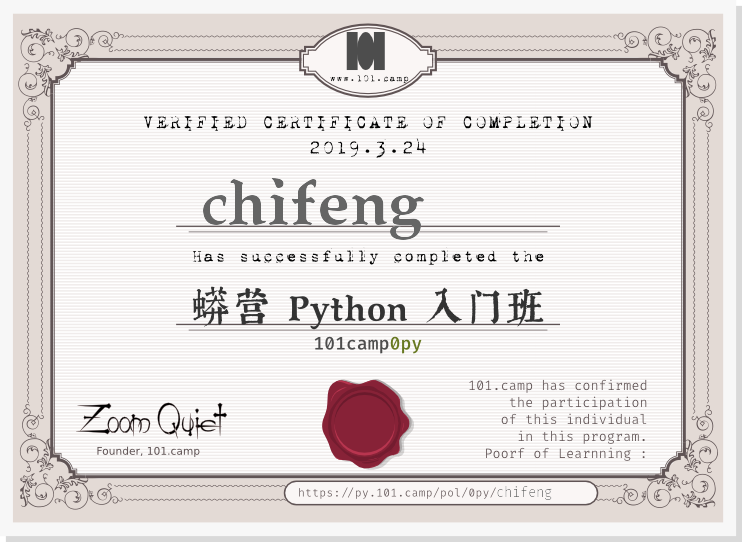 101
www.101.camp
VERIFIED CERTIFICATE OF COMPLETION
2019.3.24
chifeng
Has successfully completed the
蟒营 Python 入门班
101camp0py
101.camp has confirmed
the participation
of this individual
in this program.
Poorf of Learnning :
Zoom Quiet
Founder, 101.camp
https://py.101.camp/pol/0py/chifeng